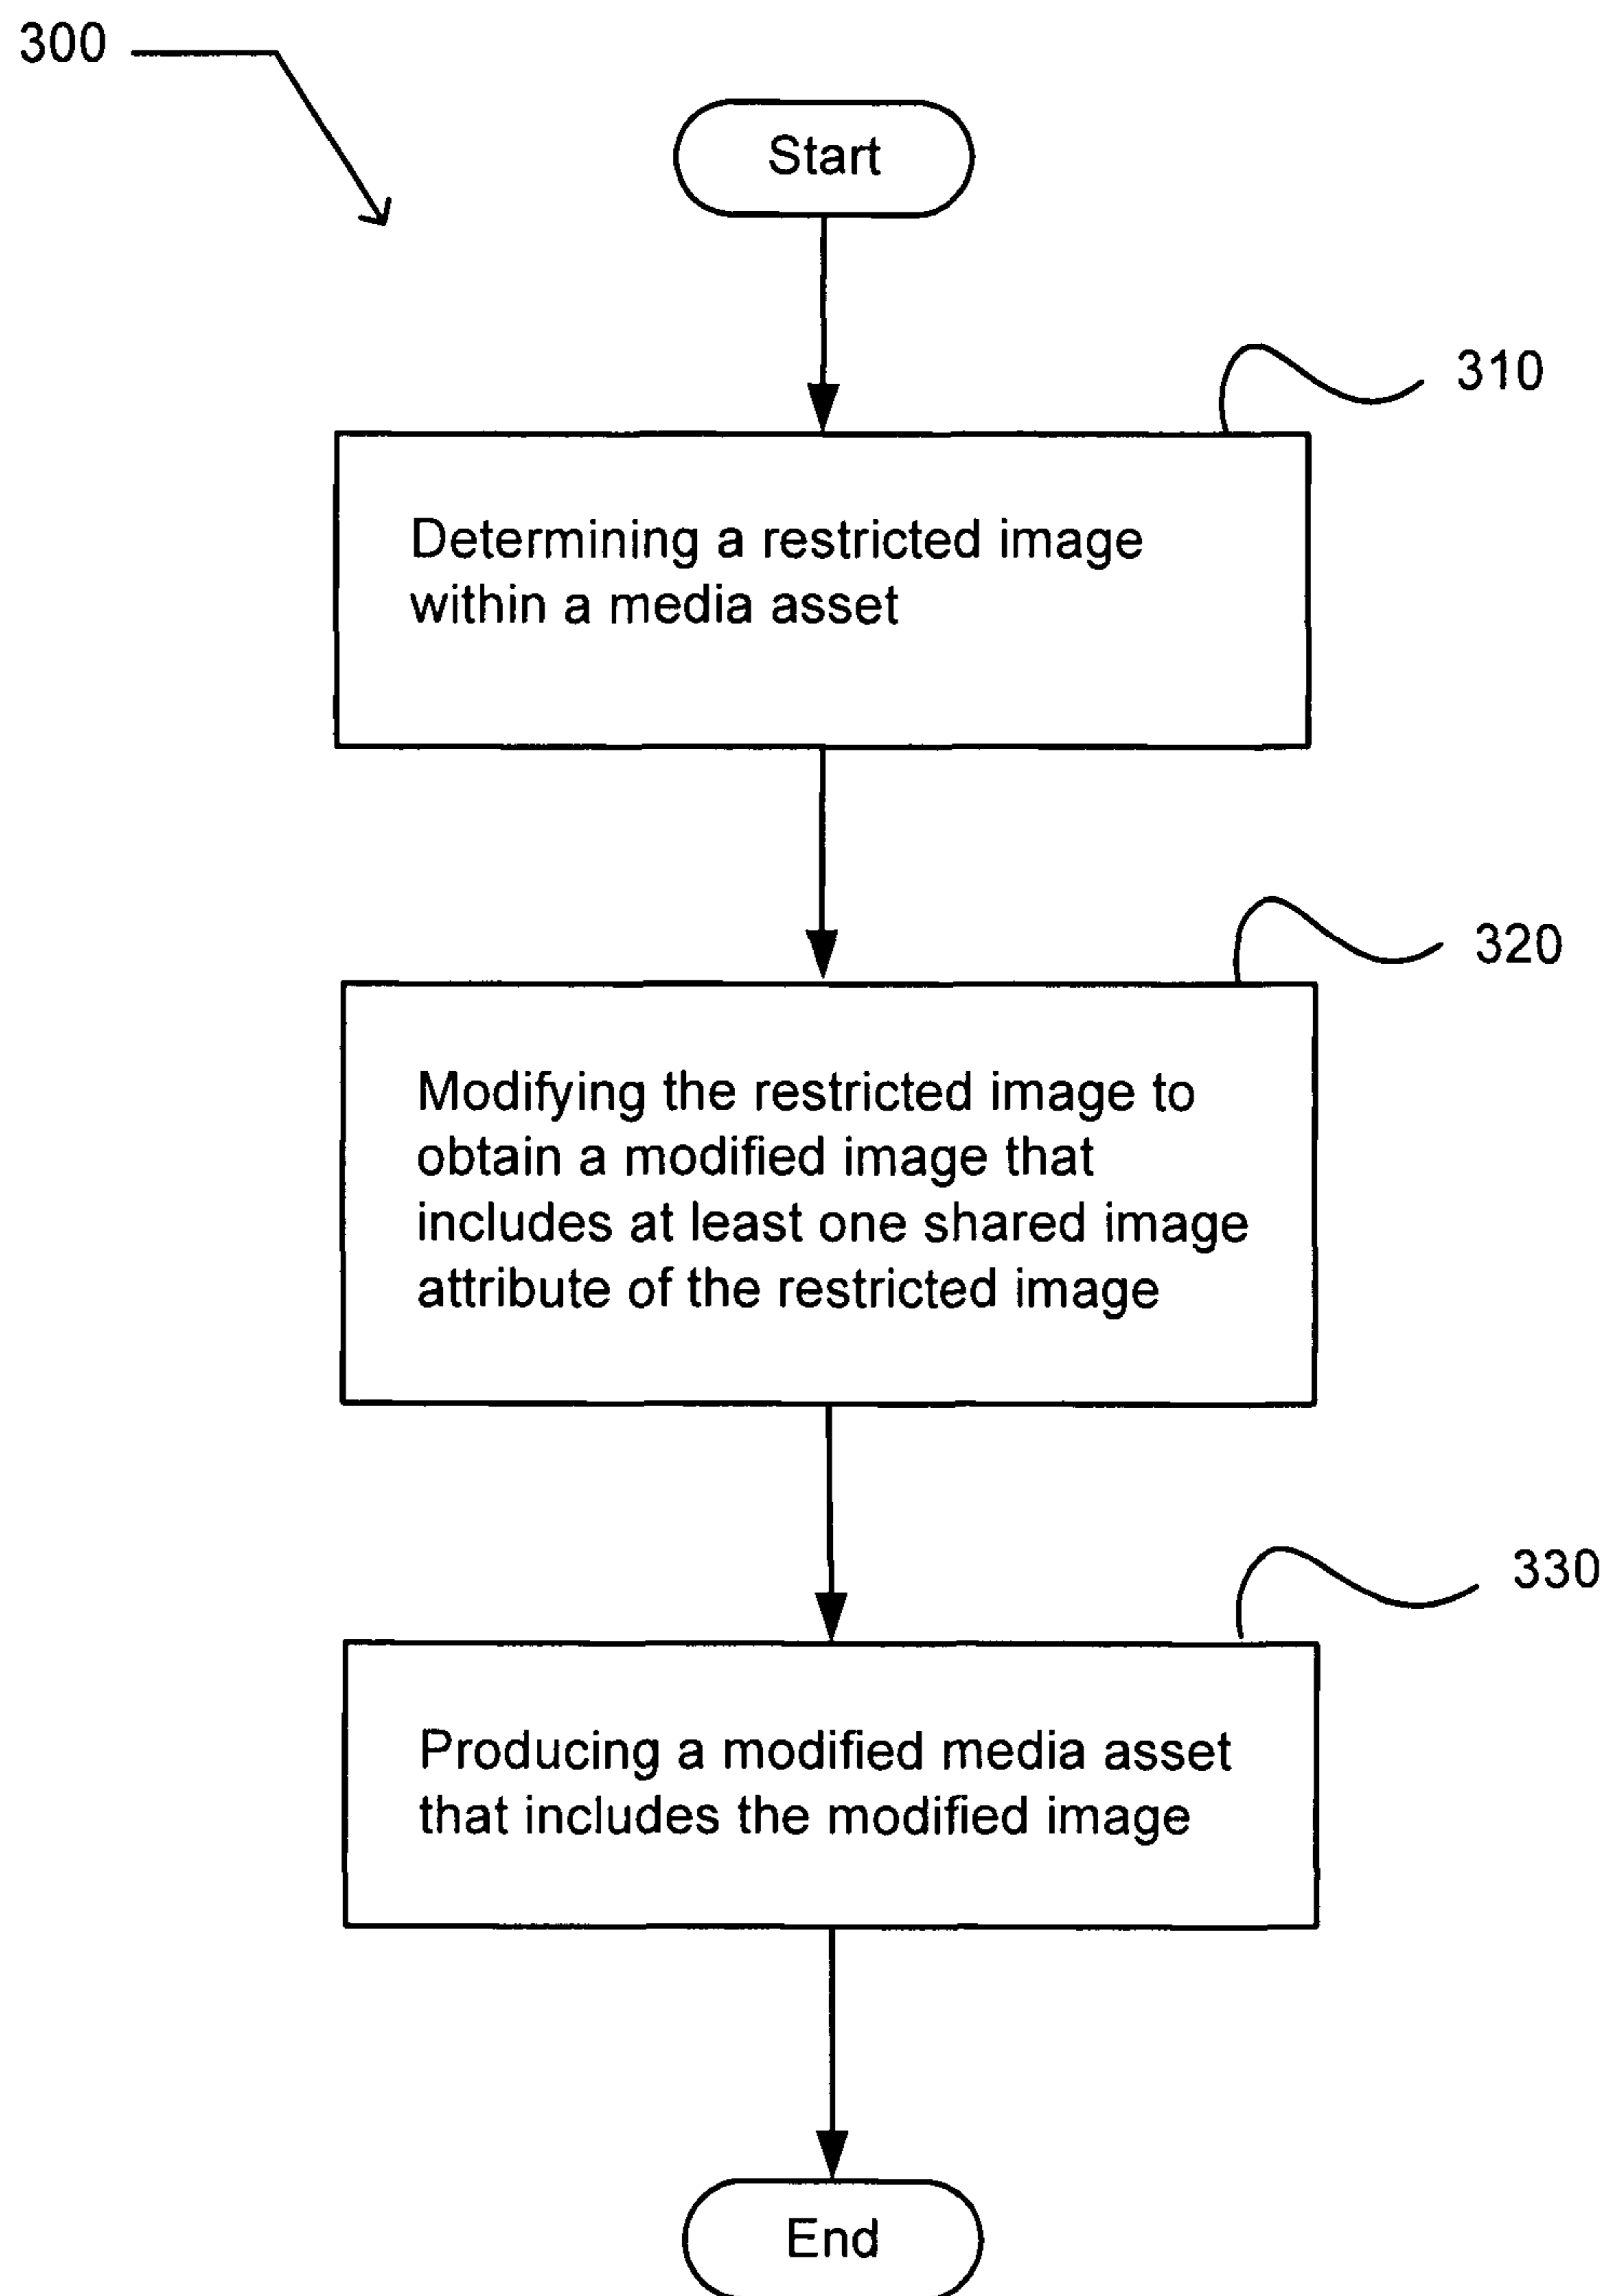 300
Start
310
Determining a restricted image
within a media asset
320
Modifying the restricted image to
obtain a modified image that
includes at least one shared image
attribute of the restricted image
330
Producing a modified media asset
that includes the modified image
End